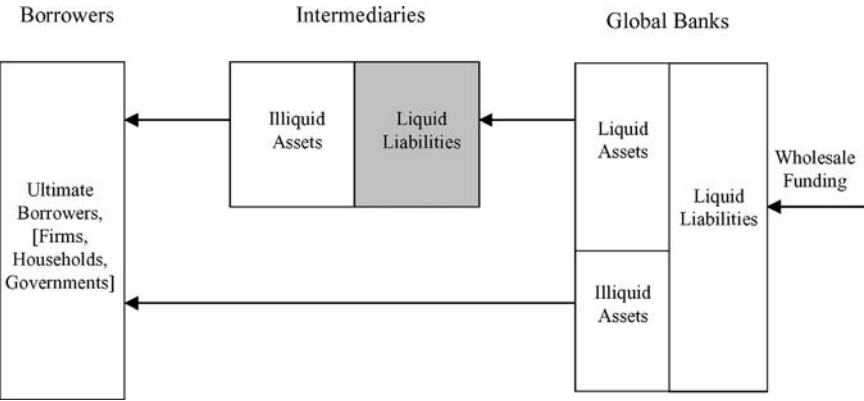 Borrowers
Intermediaries
Global Banks
Ultimate
Borrowers,
[Firms,
Households,
Governments]
Illiquid
Assets
Liquid
Liabilities
Liquid
Assets
Illiquid
Assets
Liquid
Liabilities
Wholesale
Funding